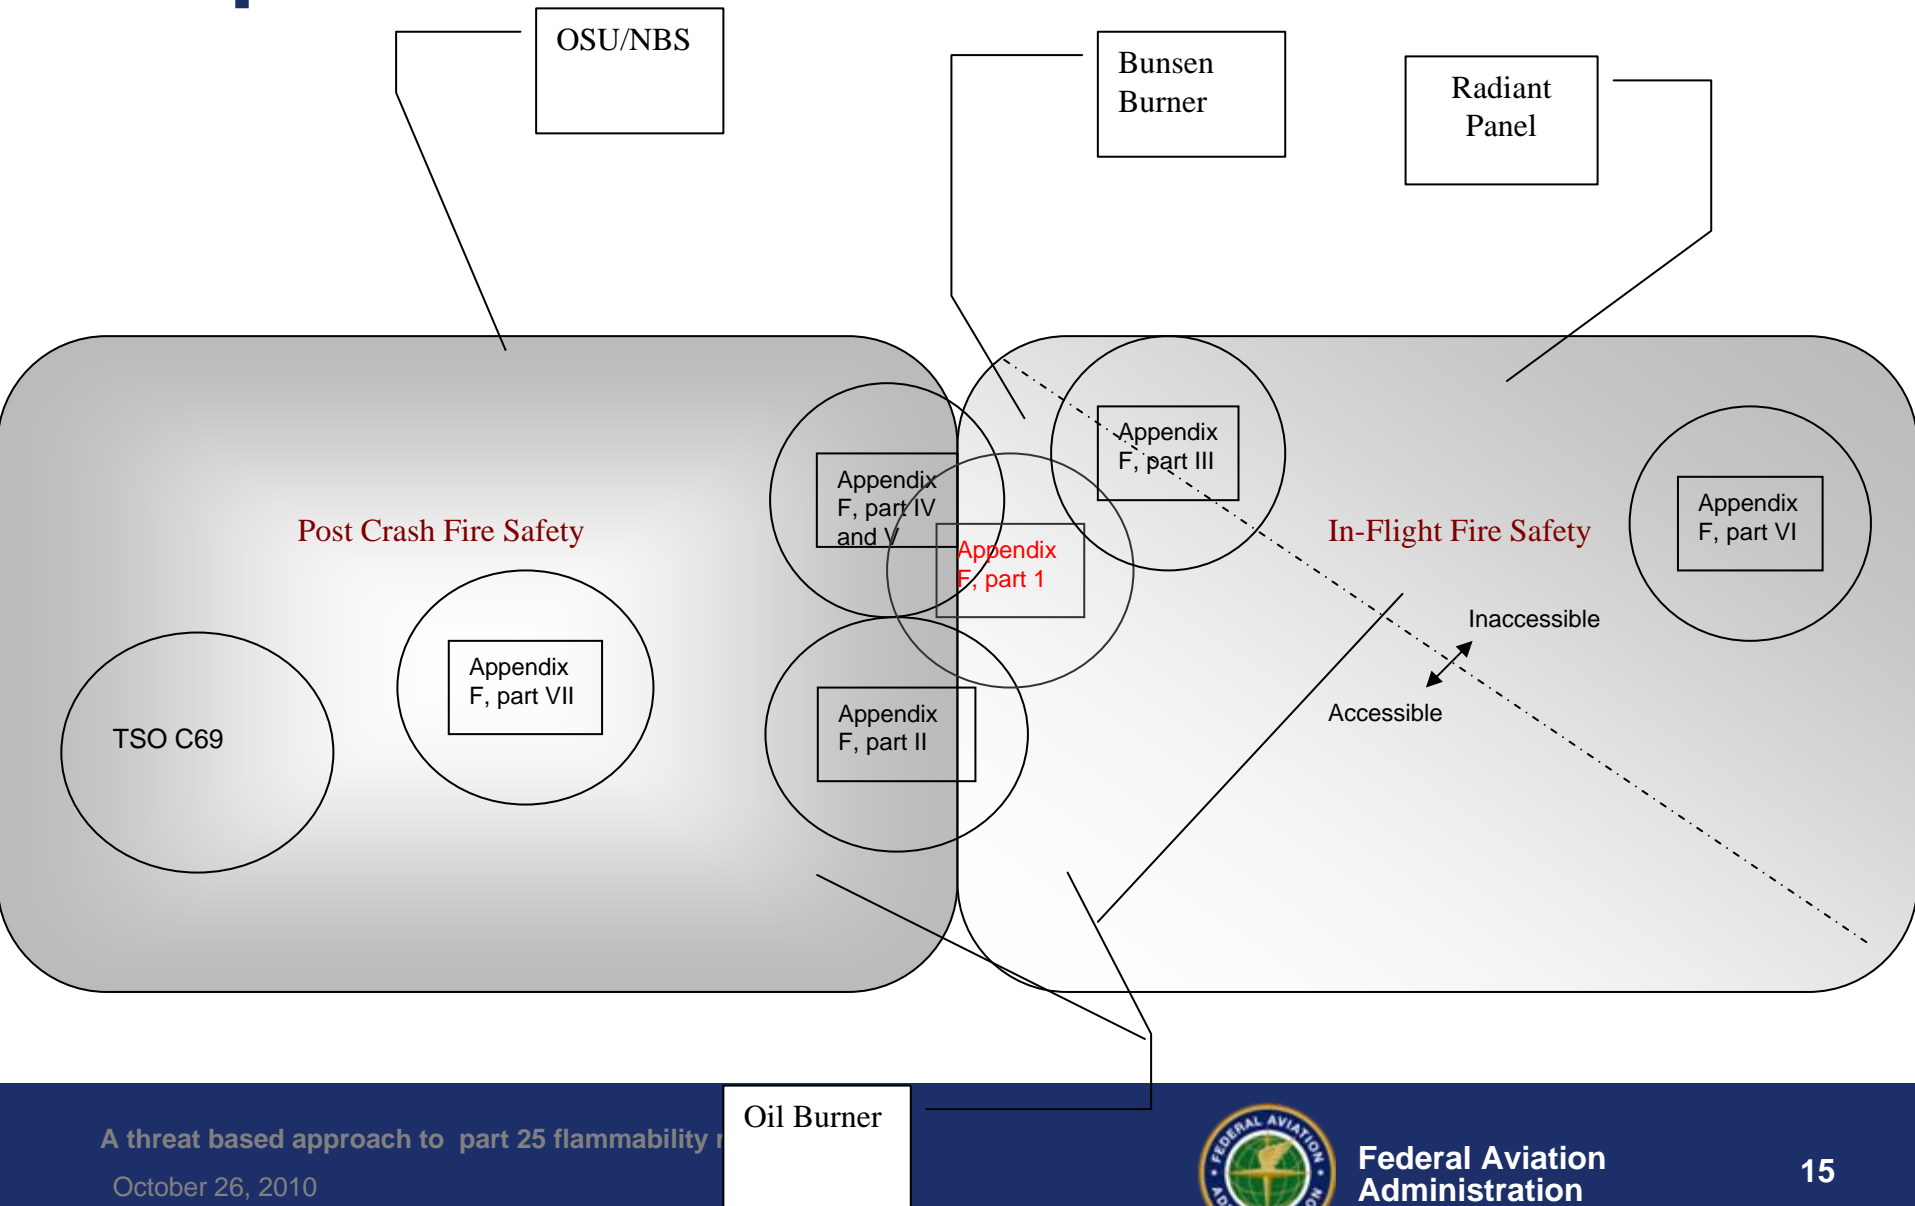 OSU/NBS
Bunsen
Burner
Radiant
Panel
Appendix
F, part III
Appendix
F, part IV
and V
Appendix
F, part VI
Post Crash Fire Safety
In-Flight Fire Safety
Appendix
F, part 1
Inaccessible
Appendix
F, part VII
Accessible
Appendix
F, part II
TSO C69
Oil Burner
A threat based approach to part 25 flammability
October 26, 2010
FEDERAL AVIATION
Federal Aviation
Administration
15